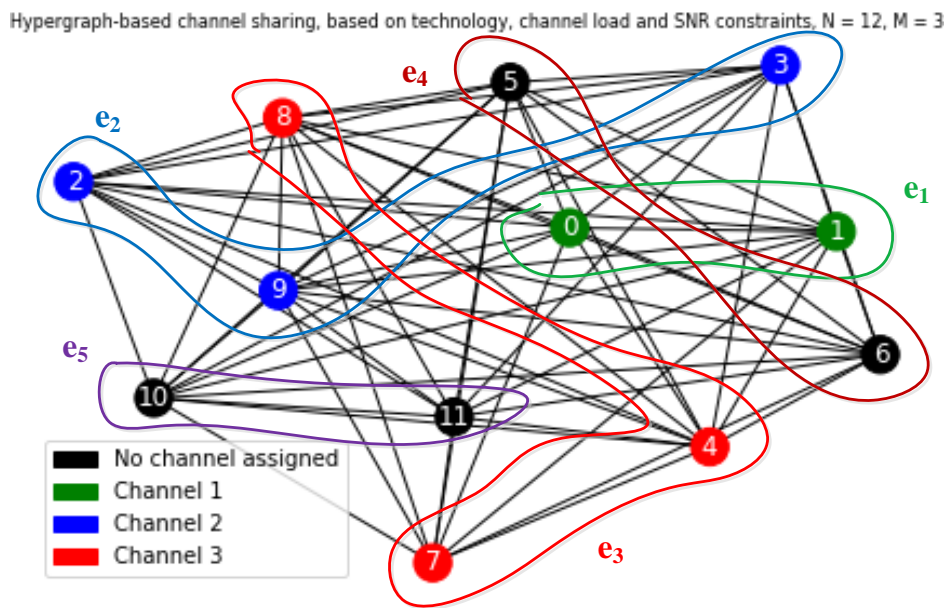 Hypergraph-based channel sharing, based on technology, channel load and SNR constraints, N = 12, M = 3
e4
5
3
8
e2
2
e1
0
1
9
e5
6
10
11
4
No channel assigned
Channel 1
Channel 2
Channel 3
e3
7